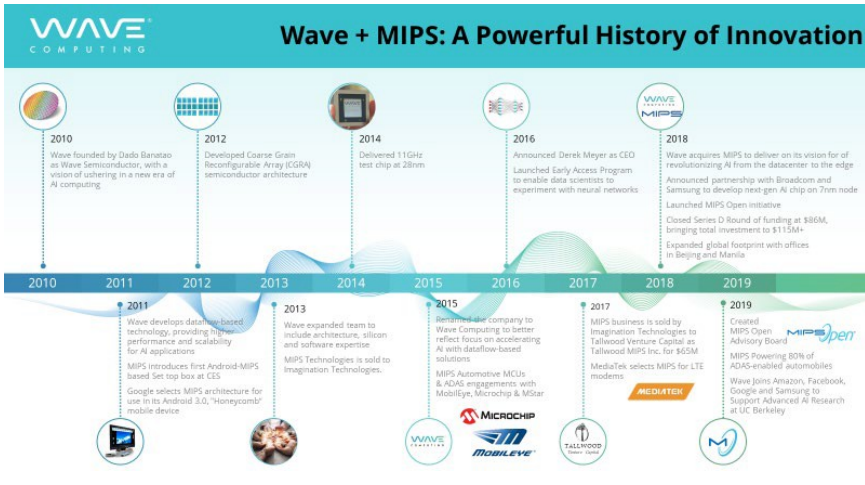 WAVE
COMPUTING
Wave + MIPS: A Powerful History of Innovation
2010
Wave founded by Dado Banatao
as Wave Semiconductor, with a
vision of ushering in a new era of
AI computing
2012
Developed Coarse Grain
Reconfigurable Array (CGRA)
semiconductor architecture
2014
Delivered 11GHz
test chip at 28nm
2016
Announced Derek Meyer as CEO
Launched Early Access Program
to enable data scientists to
experiment with neural networks
WAVE
COMPUTING
MIPS
2018
Wave acquires MIPS to deliver on its vision for of
revolutionizing AI from the datacenter to the edge
Announced partnership with Broadcom and
Samsung to develop next-gen AI chip on 7nm node
Launched MIPS Open initiative
Closed Series D Round of funding at $86M,
bringing total investment to $115M+
Expanded global footprint with offices
in Beijing and Manila
2010 2011 2012 2013 2014 2015 2016 2017 2018 2019
2011
Wave develops dataflow-based
technology, providing higher
performance and scalability
for AI applications
MIPS introduces first Android-MIPS
based Set top box at CES
Google selects MIPS architecture for
use in its Android 3.0, "Honeycomb"
mobile device
2013
Wave expanded team to
include architecture, silicon
and software expertise
MIPS Technologies is sold to
Imagination Technologies.
2015
Renamed the company to
Wave Computing to better
reflect focus on accelerating
AI with dataflow-based
solutions
MIPS Automotive MCUs
& ADAS engagements with
MobilEye, Microchip & MStar
WAVE
COMPUTING
MICROCHIP
MOBILEYE
2017
MIPS business is sold by
Imagination Technologies to
Tallwood Venture Capital as
Tallwood MIPS Inc. for $65M
MediaTek selects MIPS for LTE
modems
MEDIATEK
TALLWOOD
Venture Capital
2019
Created
MIPS Open
Advisory Board
MIPS Open
MIPS Powering 80% of
ADAS-enabled automobiles
Wave Joins Amazon, Facebook,
Google and Samsung to
Support Advanced AI Research
at UC Berkeley
M